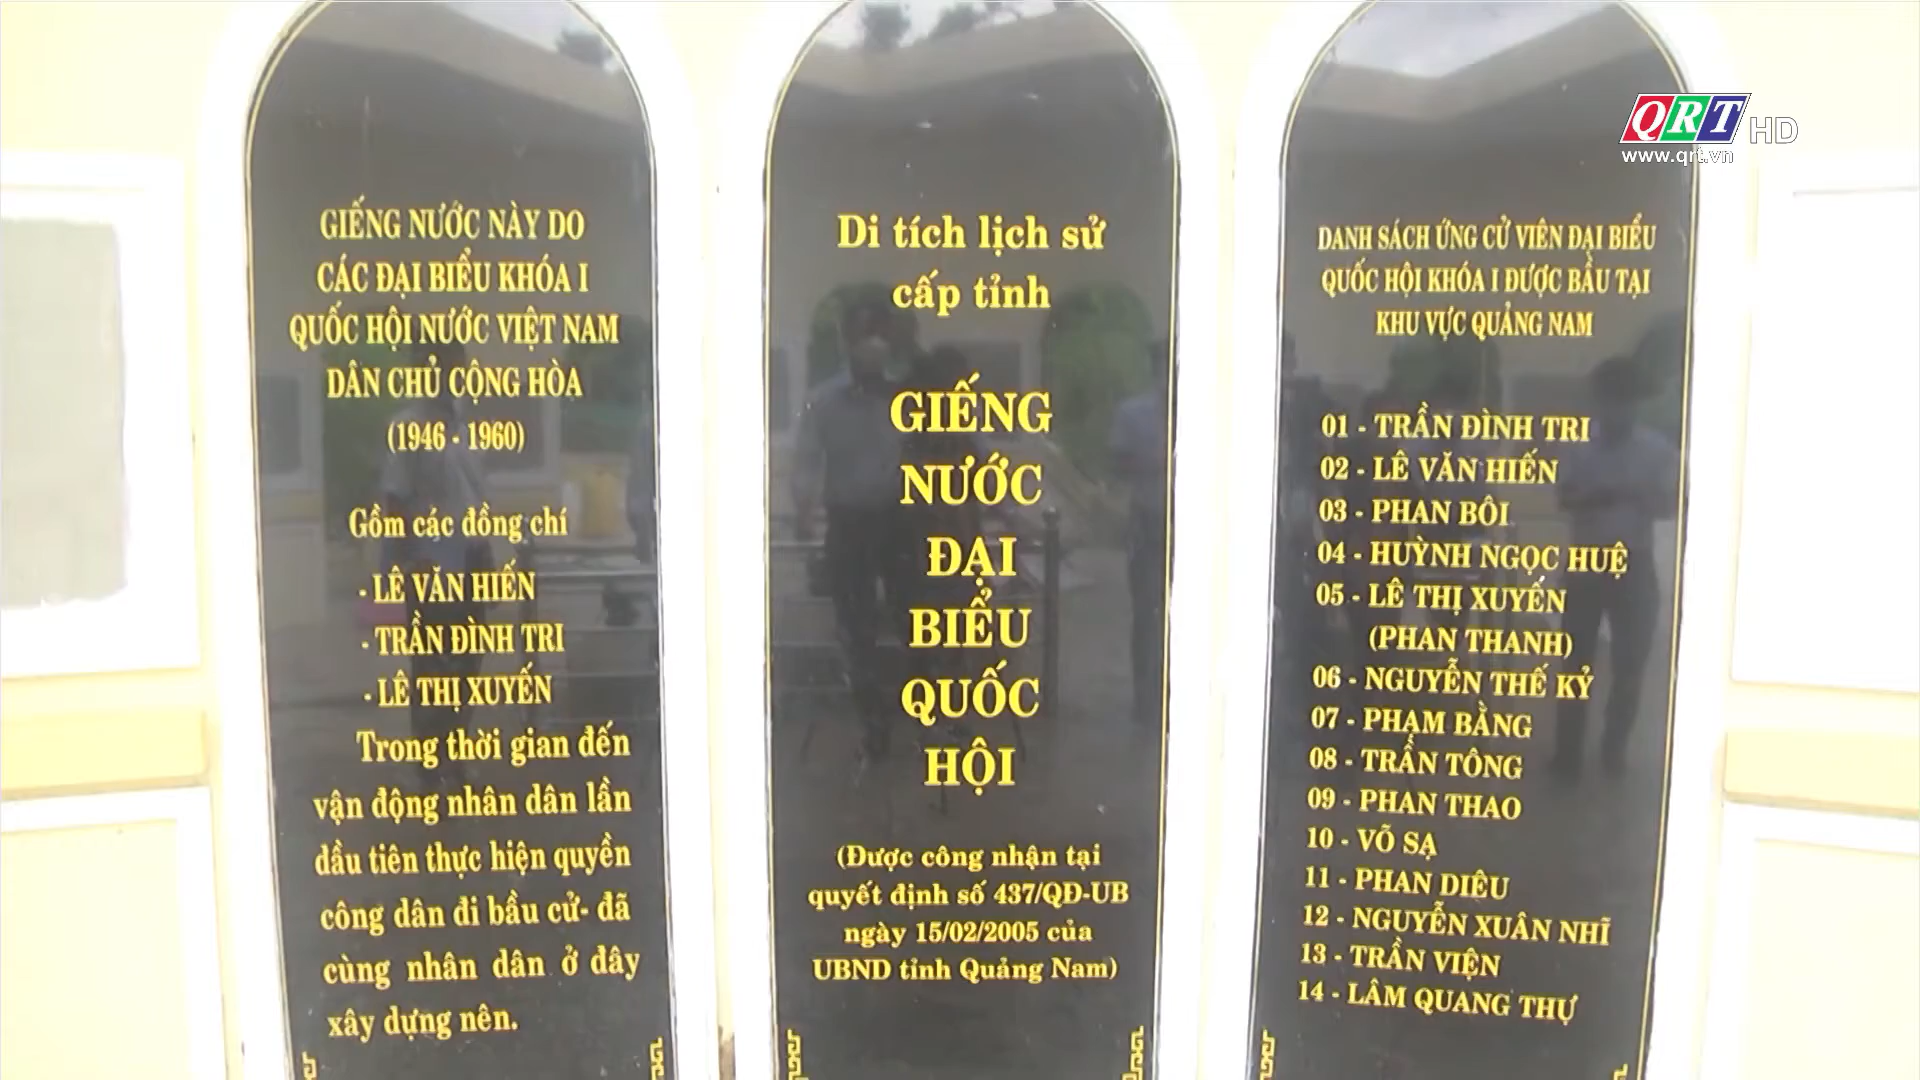 GIẾNG NƯỚC NÀY DO
CÁC ĐẠI BIỂU KHÓA I
QUỐC HỘI NƯỚC VIỆT NAM
DÂN CHỦ CỘNG HÒA
(1946 - 1960)
Gồm các đồng chí
- LÊ VĂN HIẾN
- TRẦN ĐÌNH TRI
- LÊ THỊ XUYẾN
Trong thời gian đến
vận động nhân dân lần
đầu tiên thực hiện quyền
công dân đi bầu cử- đã
cùng nhân dân ở đây
xây dựng nên.
Di tích lịch sử
cấp tỉnh
GIẾNG
NƯỚC
ĐẠI
BIỂU
QUỐC
HỘI
(Được công nhận tại
quyết định số 437/QĐ-UB
ngày 15/02/2005 của
UBND tỉnh Quảng Nam)
DANH SÁCH ỨNG CỬ VIÊN ĐẠI BIỂU
QUỐC HỘI KHÓA I ĐƯỢC BẦU TẠI
KHU VỰC QUẢNG NAM
01 - TRẦN ĐÌNH TRI
02 - LÊ VĂN HIẾN
03 - PHAN BÔI
04 - HUỲNH NGỌC HUỆ
05 - LÊ THỊ XUYẾN
(PHAN THANH)
06 - NGUYỄN THẾ KỶ
07 - PHẠM BẰNG
08 - TRẦN TỐNG
09 - PHAN THAO
10 - VÕ SẠ
11 - PHAN DIÊU
12 - NGUYỄN XUÂN NHĨ
13 - TRẦN VIỆN
14 - LÂM QUANG THỰ
QRT HD
www.qrt.vn